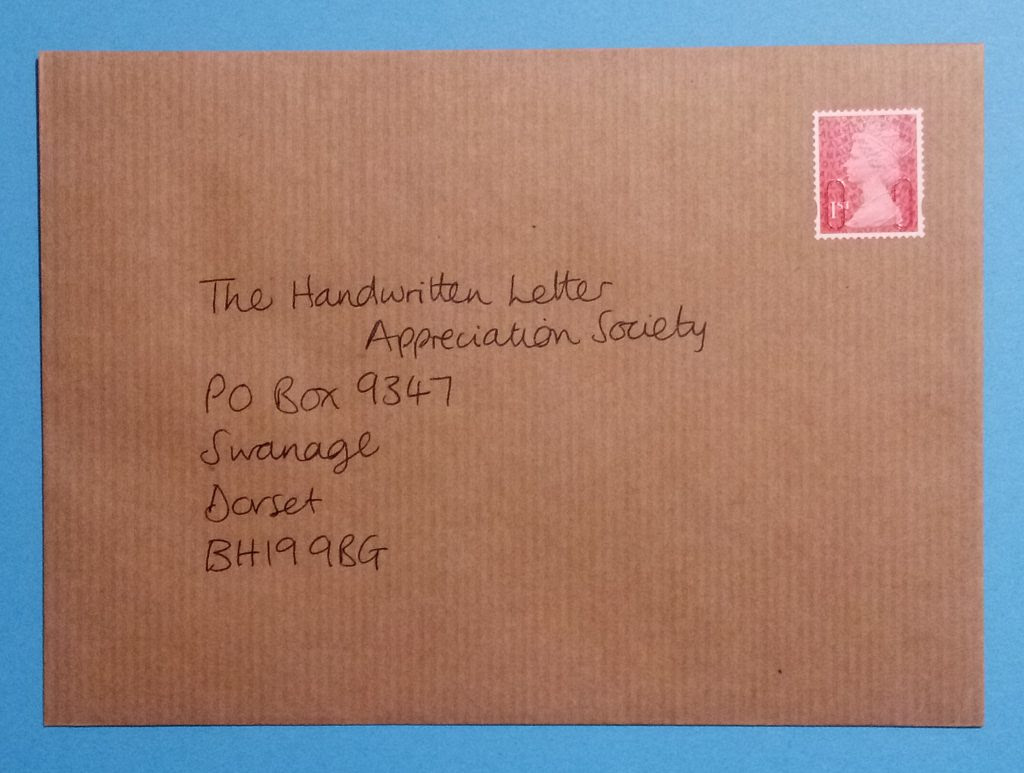 1ST
The Handwritten Letter
Appreciation Society
PO Box 9347
Swanage
Dorset
BH19 9BG